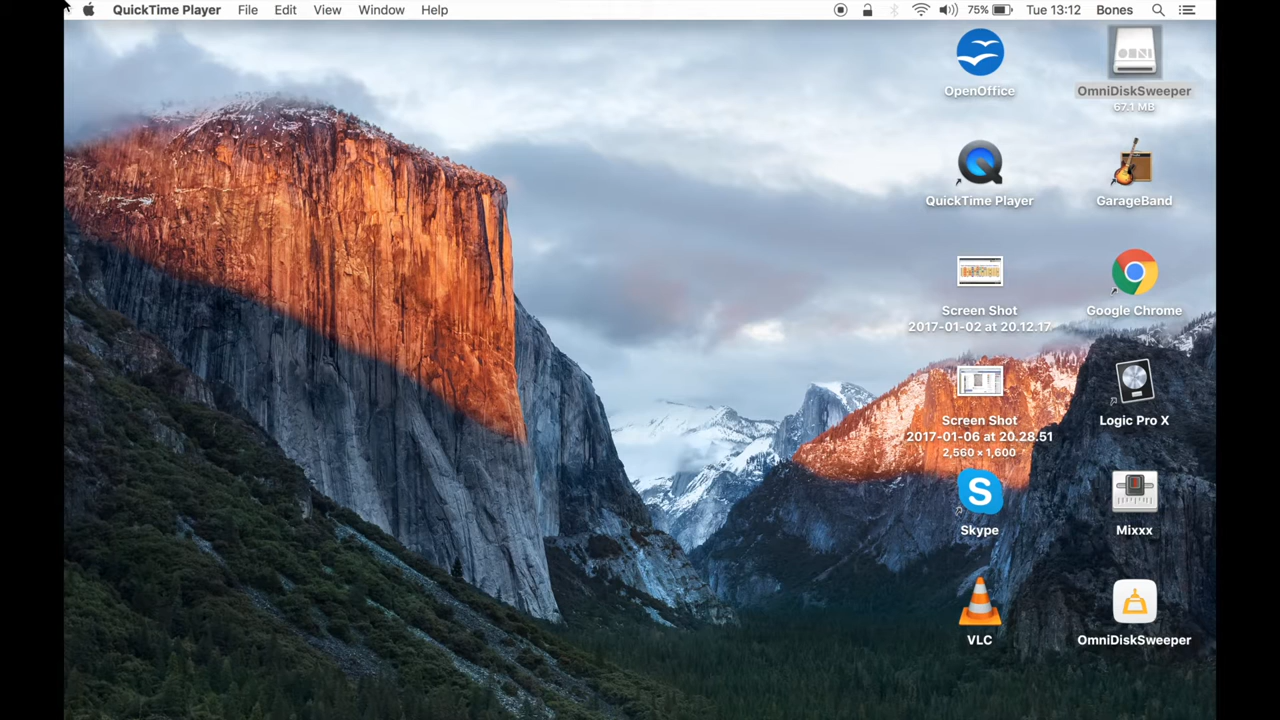 QuickTime Player File Edit View Window Help 75% Tue 13:12 Bones
OpenOffice
OMNI
OmniDiskSweeper
67.1 MB
QuickTime Player
GarageBand
Screen Shot
2017-01-02 at 20.12.17
Google Chrome
Screen Shot
2017-01-06 at 20.28.51
2,560 × 1,600
Logic Pro X
S
Skype
Mixxx
VLC
OmniDiskSweeper